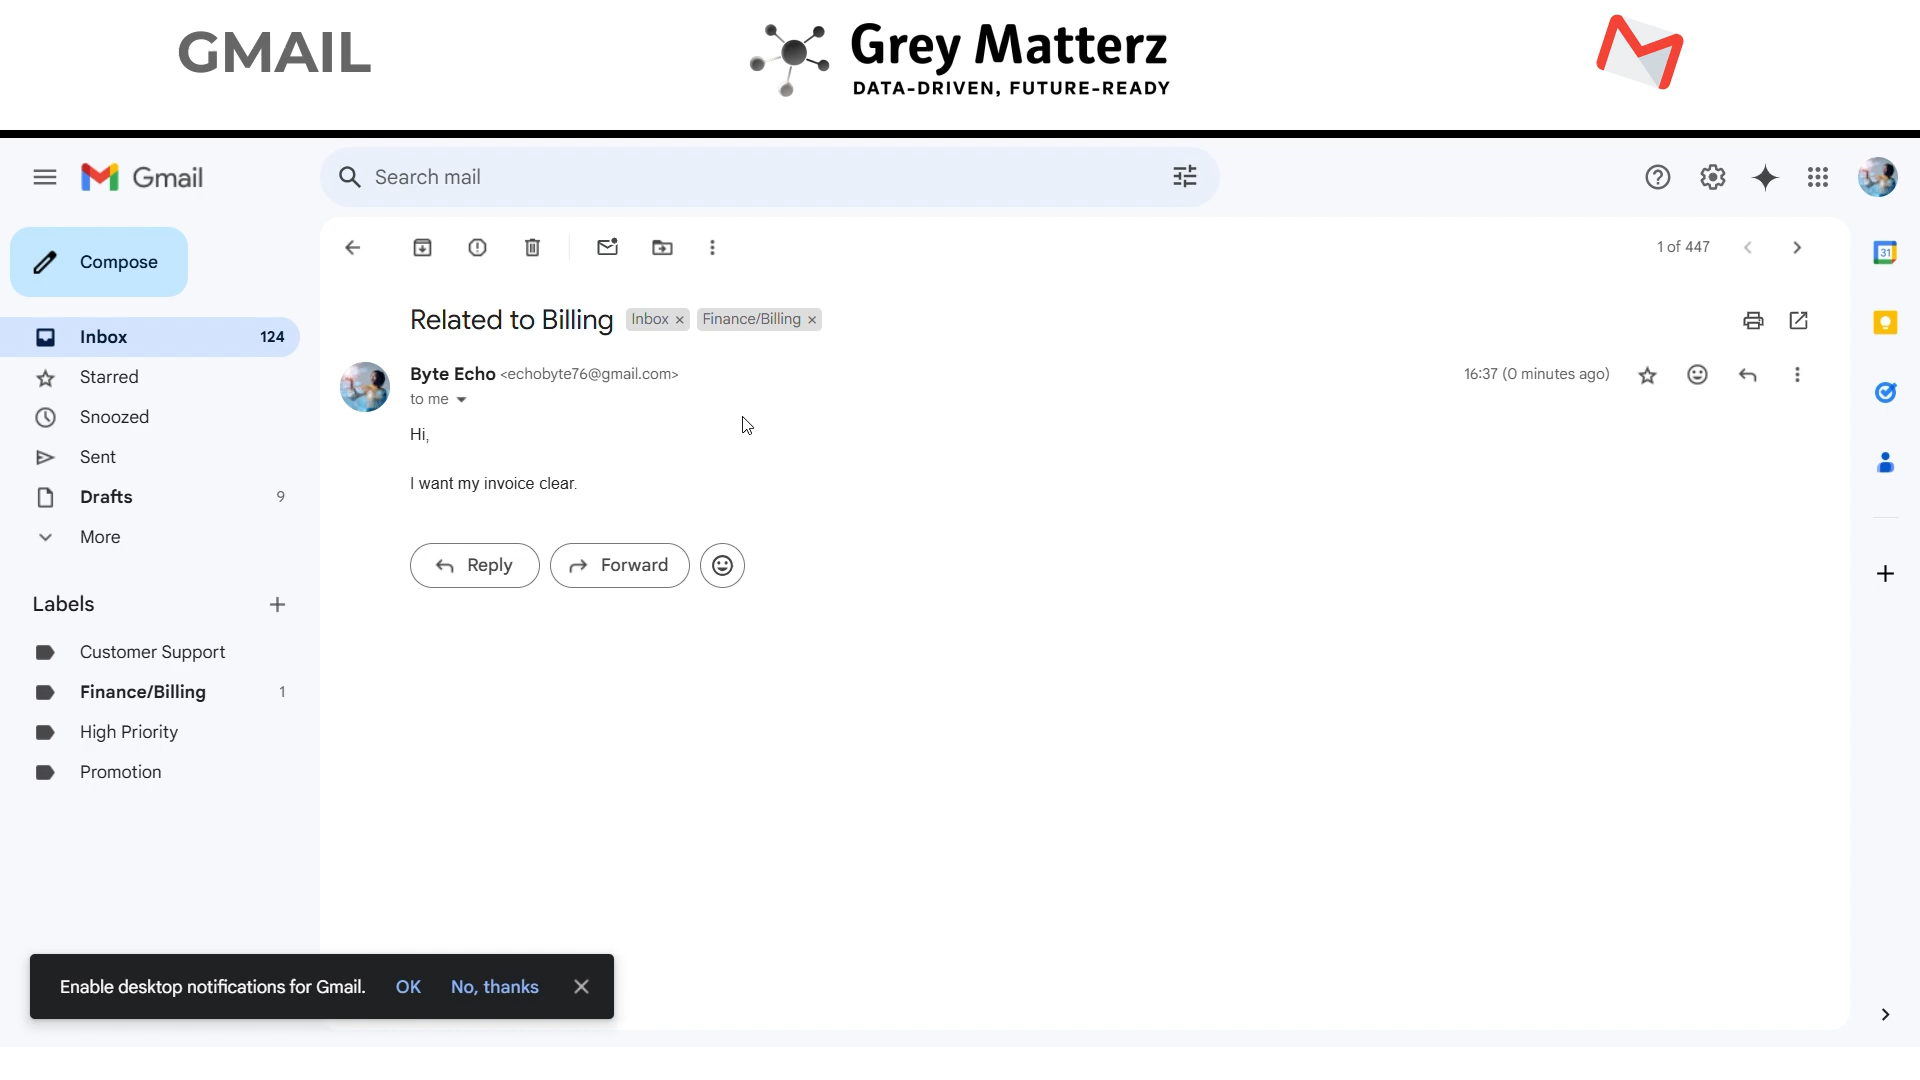 GMAIL
Grey Matterz
DATA-DRIVEN, FUTURE-READY
Gmail
Search mail
Compose
1 of 447
Related to Billing Inbox × Finance/Billing ×
Inbox 124
Starred
Snoozed
Sent
Drafts 9
More
Byte Echo <echobyte76@gmail.com> 16:37 (0 minutes ago)
to me
Hi,
I want my invoice clear.
Reply Forward
Labels +
Customer Support
Finance/Billing 1
High Priority
Promotion
31
Enable desktop notifications for Gmail. OK No, thanks